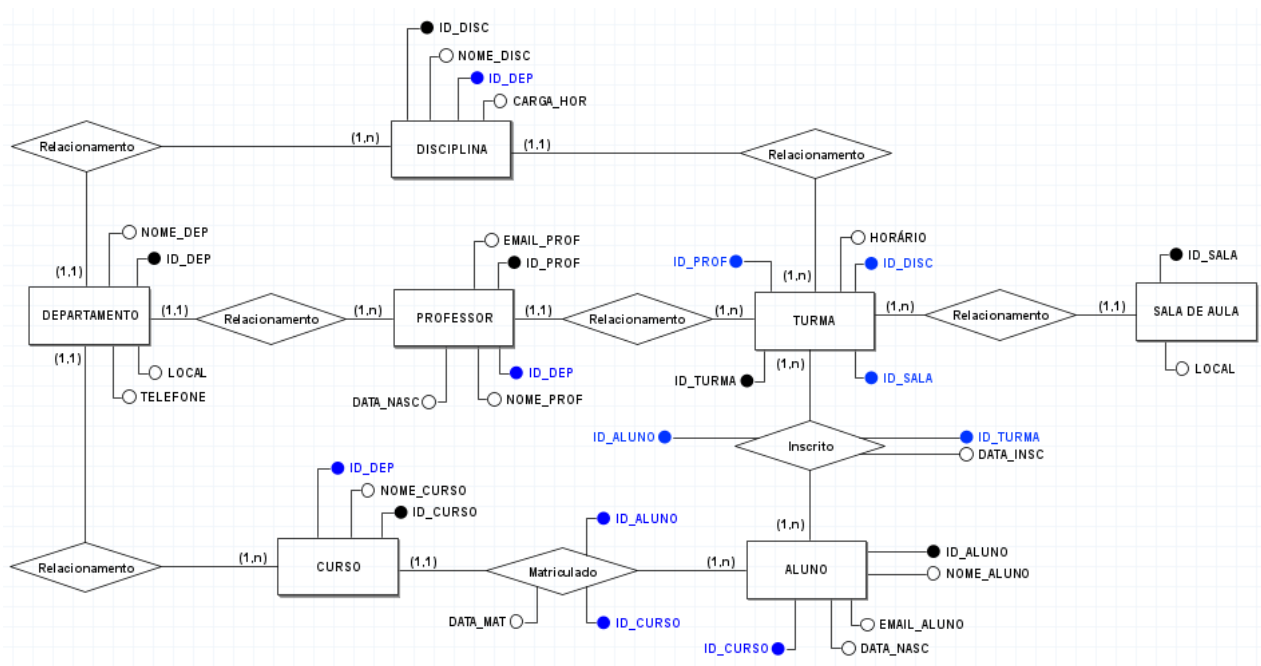 ID_DISC
NOME_DISC
ID_DEP
CARGA_HOR
Relacionamento
(1,n)
DISCIPLINA
(1,1)
Relacionamento
NOME_DEP
ID_DEP
(1,1)
DEPARTAMENTO
(1,1)
(1,1)
LOCAL
TELEFONE
Relacionamento
(1,n)
EMAIL_PROF
ID_PROF
PROFESSOR
(1,1)
ID_DEP
DATA_NASC
NOME_PROF
Relacionamento
(1,n)
ID_PROF
HORÁRIO
ID_DISC
(1,n)
TURMA
(1,n)
(1,n)
ID_TURMA
ID_SALA
Relacionamento
(1,1)
ID_SALA
SALA DE AULA
LOCAL
ID_ALUNO
Inscrito
ID_TURMA
DATA_INSC
(1,n)
Relacionamento
(1,n)
ID_DEP
NOME_CURSO
ID_CURSO
CURSO
(1,1)
ID_ALUNO
Matriculado
DATA_MAT
ID_CURSO
(1,n)
ALUNO
ID_ALUNO
NOME_ALUNO
EMAIL_ALUNO
DATA_NASC
ID_CURSO